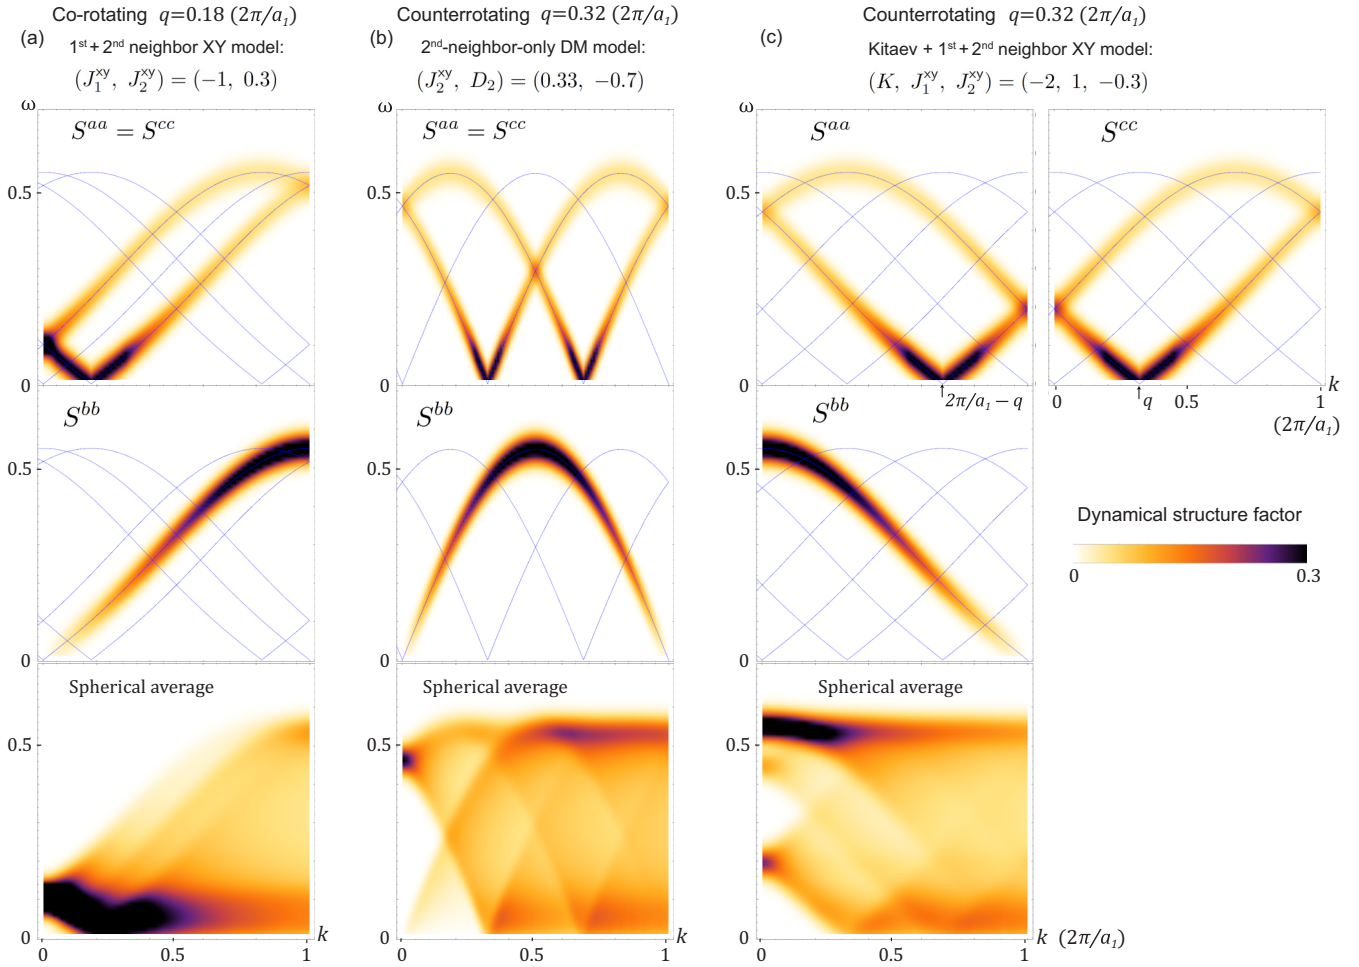 Co-rotating q=0.18 (2π/a₁)
(a)
1st + 2nd neighbor XY model:
(J₁^xy, J₂^xy) = (−1, 0.3)
ω
S^aa = S^cc
0.5
0
S^bb
0.5
0
Spherical average
0.5
0
0
0.5
1
k
Counterrotating q=0.32 (2π/a₁)
(b)
2nd-neighbor-only DM model:
(J₂^xy, D₂) = (0.33, −0.7)
S^aa = S^cc
0.5
0
0.5
0
Spherical average
0.5
0
0
0.5
1
k
Counterrotating q=0.32 (2π/a₁)
(c)
Kitaev + 1st + 2nd neighbor XY model:
(K, J₁^xy, J₂^xy) = (−2, 1, −0.3)
ω
S^aa
0.5
0
2π/a₁ − q
S^cc
0
q
0.5
1
k
(2π/a₁)
S^bb
0.5
0
Dynamical structure factor
0
0.3
Spherical average
0.5
0
0
0.5
1
k (2π/a₁)